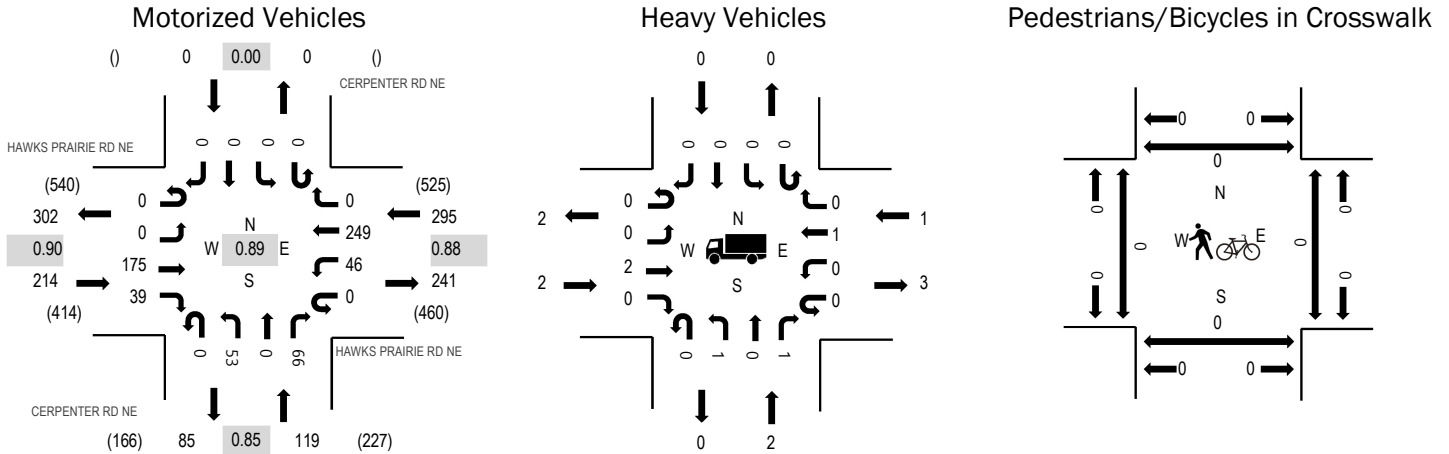 Motorized Vehicles Heavy Vehicles Pedestrians/Bicycles in Crosswalk
() 0 0.00 0 () 0 0
CERPENTER RD NE
0 0
0 0 0 0 0 0 0 0 0
HAWKS PRAIRIE RD NE
(540) 0 0 (525) 0 0 0 0
302 295 2 1
0 N 249 0 N 1 N
0.90 W 0.89 E 0.88 W E 0 W E 0
175 46 2 0
214 S 241 2 S 3 S
39 0 0 0 0 0
(414) (460) 0
0 53 0 66 HAWKS PRAIRIE RD NE 0 1 0 1
0 0
CERPENTER RD NE
(166) 85 0.85 119 (227) 0 2